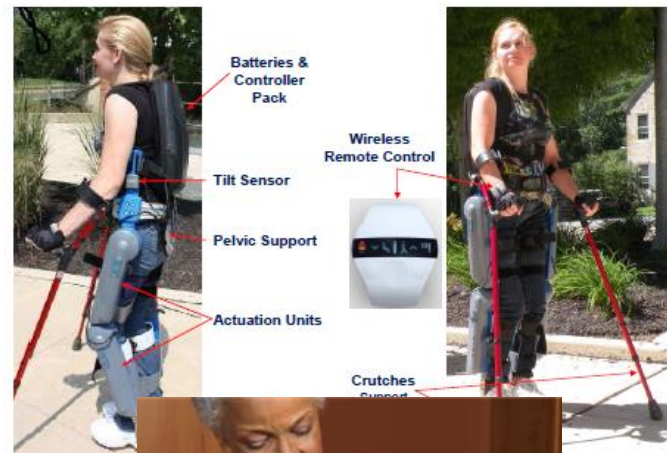 Batteries &
Controller
Pack
Wireless
Remote Control
Tilt Sensor
Pelvic Support
Actuation Units
Crutches